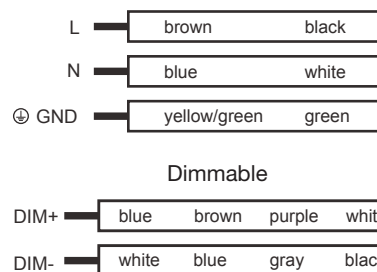 L brown black
N blue white
⏚ GND yellow/green green
Dimmable
DIM+ blue brown purple whit
DIM- white blue gray blac